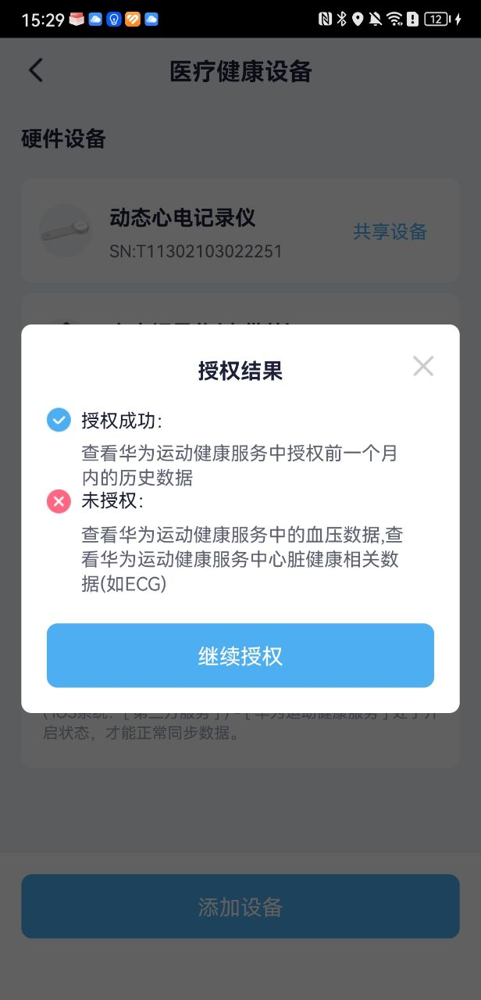 15:29
12
医疗健康设备
硬件设备
动态心电记录仪
SN:T11302103022251
共享设备
授权结果
授权成功:
查看华为运动健康服务中授权前一个月
内的历史数据
未授权:
查看华为运动健康服务中的血压数据,查
看华为运动健康服务中心脏健康相关数
据(如ECG)
继续授权
启状态，才能正常同步数据。
添加设备